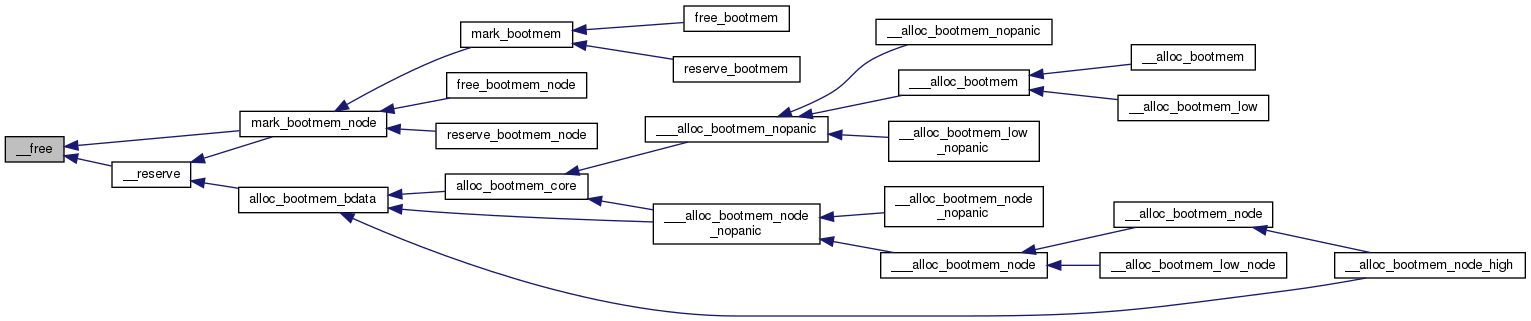 __free
mark_bootmem_node
__reserve
mark_bootmem
free_bootmem_node
reserve_bootmem_node
alloc_bootmem_bdata
free_bootmem
reserve_bootmem
alloc_bootmem_core
___alloc_bootmem_nopanic
___alloc_bootmem_node
_nopanic
__alloc_bootmem_nopanic
___alloc_bootmem
__alloc_bootmem_low
_nopanic
__alloc_bootmem_node
_nopanic
___alloc_bootmem_node
__alloc_bootmem
__alloc_bootmem_low
__alloc_bootmem_node
__alloc_bootmem_low_node
__alloc_bootmem_node_high